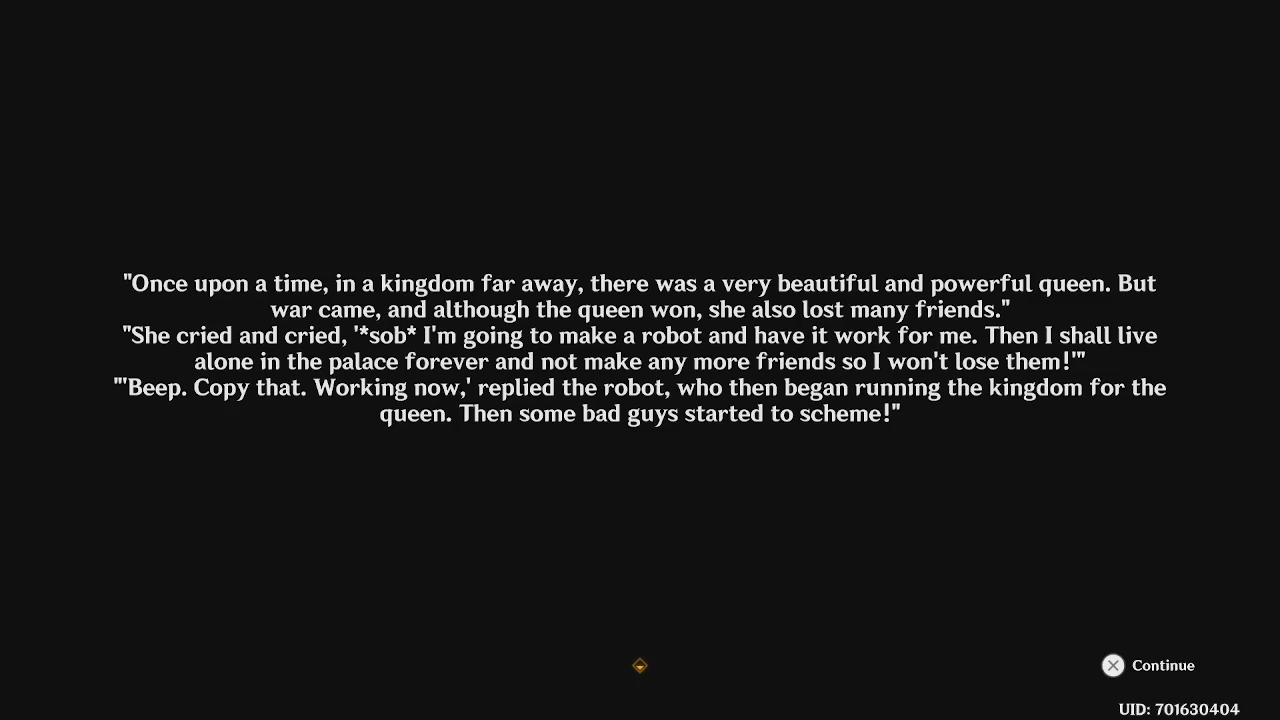 "Once upon a time, in a kingdom far away, there was a very beautiful and powerful queen. But
war came, and although the queen won, she also lost many friends."
"She cried and cried, '*sob* I'm going to make a robot and have it work for me. Then I shall live
alone in the palace forever and not make any more friends so I won't lose them!'"
"'Beep. Copy that. Working now,' replied the robot, who then began running the kingdom for the
queen. Then some bad guys started to scheme!"
Continue
UID: 701630404